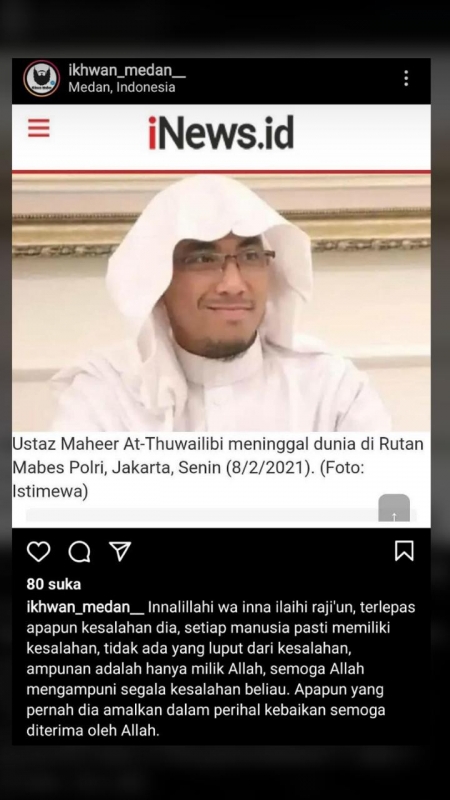 ikhwan_medan__
Medan, Indonesia
iNews.id
Ustaz Maheer At-Thuwailibi meninggal dunia di Rutan
Mabes Polri, Jakarta, Senin (8/2/2021). (Foto:
Istimewa)
80 suka
ikhwan_medan__ Innalillahi wa inna ilaihi raji'un, terlepas
apapun kesalahan dia, setiap manusia pasti memiliki
kesalahan, tidak ada yang luput dari kesalahan,
ampunan adalah hanya milik Allah, semoga Allah
mengampuni segala kesalahan beliau. Apapun yang
pernah dia amalkan dalam perihal kebaikan semoga
diterima oleh Allah.